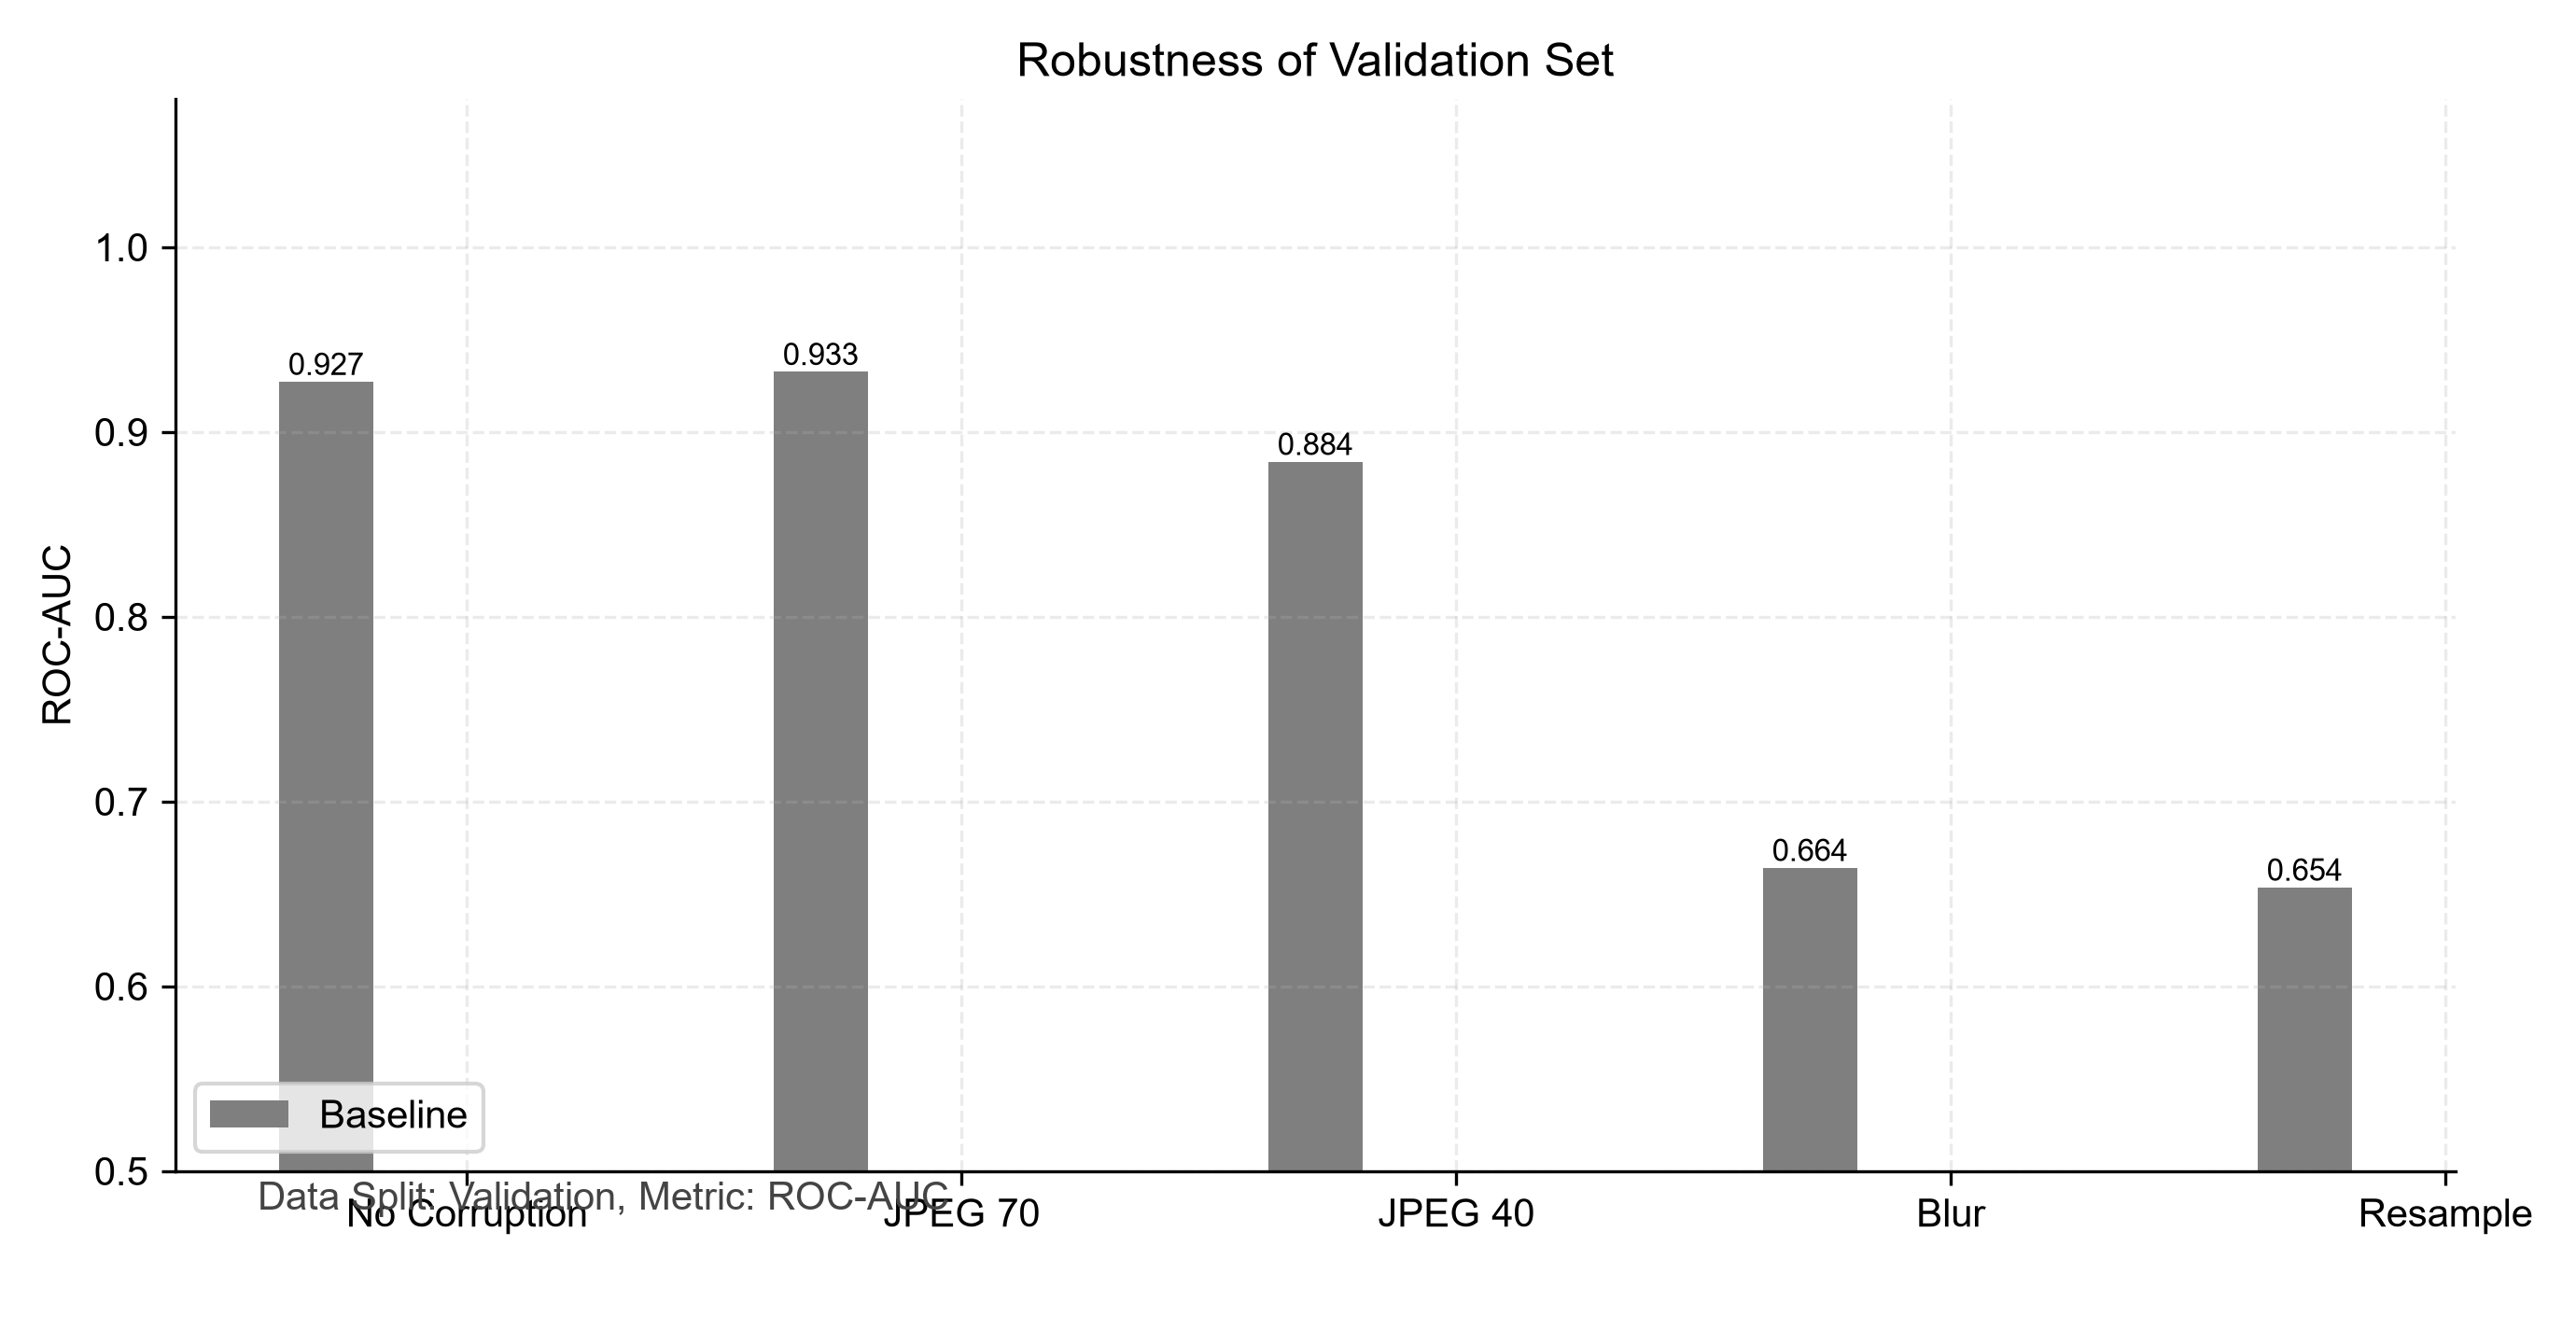 Robustness of Validation Set
ROC-AUC
1.0
0.9
0.8
0.7
0.6
0.5
0.927
0.933
0.884
0.664
0.654
Baseline
Data Split: Validation, Metric: ROC-AUC
No Corruption
JPEG 70
JPEG 40
Blur
Resample